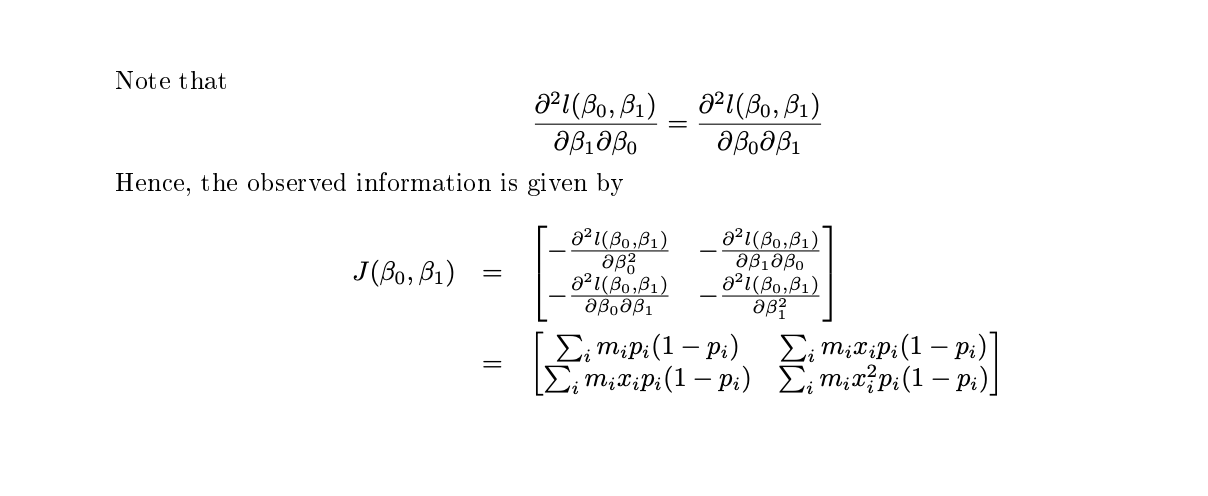 Note that
\frac{\partial^2 l(\beta_0, \beta_1)}{\partial\beta_1 \partial\beta_0} = \frac{\partial^2 l(\beta_0, \beta_1)}{\partial\beta_0 \partial\beta_1}
Hence, the observed information is given by
J(\beta_0, \beta_1) = \begin{bmatrix} -\frac{\partial^2 l(\beta_0,\beta_1)}{\partial\beta_0^2} & -\frac{\partial^2 l(\beta_0,\beta_1)}{\partial\beta_1 \partial\beta_0} \\ -\frac{\partial^2 l(\beta_0,\beta_1)}{\partial\beta_0 \partial\beta_1} & -\frac{\partial^2 l(\beta_0,\beta_1)}{\partial\beta_1^2} \end{bmatrix}
= \begin{bmatrix} \sum_i m_i p_i(1 - p_i) & \sum_i m_i x_i p_i(1 - p_i) \\ \sum_i m_i x_i p_i(1 - p_i) & \sum_i m_i x_i^2 p_i(1 - p_i) \end{bmatrix}